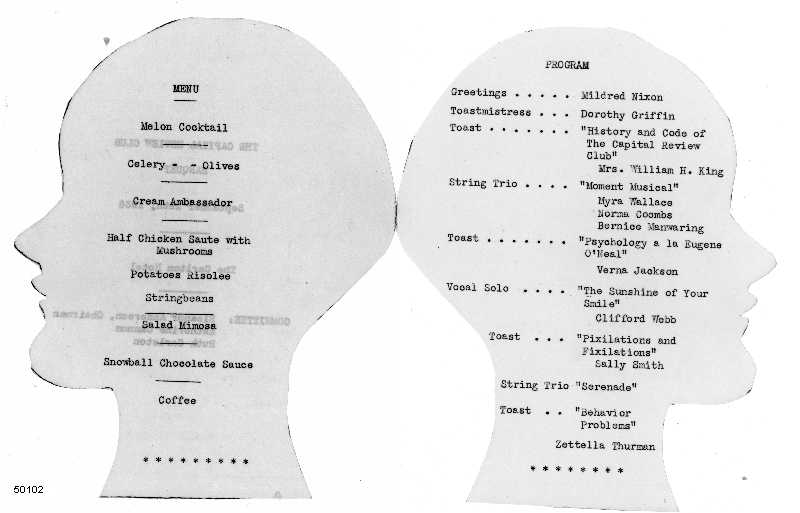 MENU
Melon Cocktail
Celery - - Olives
Cream Ambassador
Half Chicken Saute with
Mushrooms
Potatoes Risolee
Stringbeans
Salad Mimosa
Snowball Chocolate Sauce
Coffee
* * * * * * * * *
50102
PROGRAM
Greetings . . . . . Mildred Nixon
Toastmistress . . . Dorothy Griffin
Toast . . . . . . . "History and Code of
The Capital Review
Club"
Mrs. William H. King
String Trio . . . . "Moment Musical"
Myra Wallace
Norma Coombs
Bernice Manwaring
Toast . . . . . . . "Psychology a la Eugene
O'Neal"
Verna Jackson
Vocal Solo . . . . "The Sunshine of Your
Smile"
Clifford Webb
Toast . . . "Pixilations and
Fixilations"
Sally Smith
String Trio "Serenade"
Toast . . "Behavior
Problems"
Zettella Thurman
* * * * * * * *